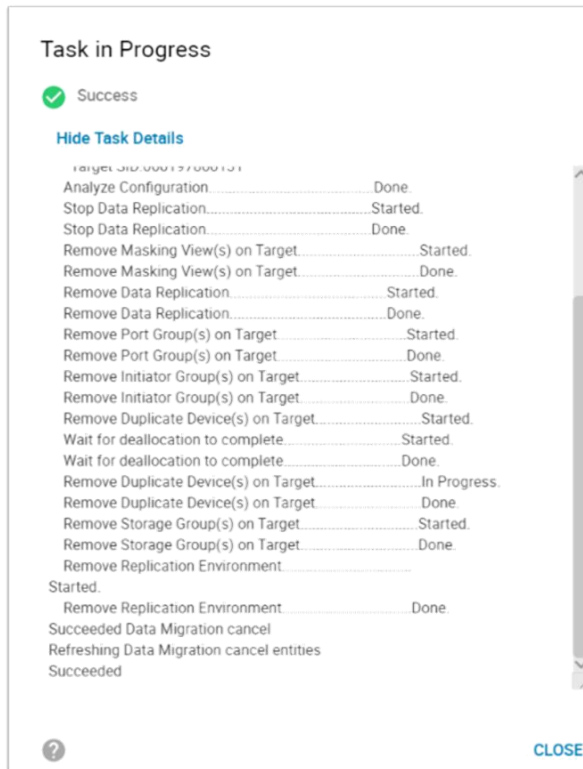 Task in Progress
Success
Hide Task Details
Analyze Configuration....................Done.
Stop Data Replication....................Started.
Stop Data Replication....................Done.
Remove Masking View(s) on Target....................Started.
Remove Masking View(s) on Target....................Done.
Remove Data Replication....................Started.
Remove Data Replication....................Done.
Remove Port Group(s) on Target....................Started.
Remove Port Group(s) on Target....................Done.
Remove Initiator Group(s) on Target....................Started.
Remove Initiator Group(s) on Target....................Done.
Remove Duplicate Device(s) on Target....................Started.
Wait for deallocation to complete....................Started.
Wait for deallocation to complete....................Done.
Remove Duplicate Device(s) on Target....................In Progress.
Remove Duplicate Device(s) on Target....................Done.
Remove Storage Group(s) on Target....................Started.
Remove Storage Group(s) on Target....................Done.
Remove Replication Environment....................
Started.
Remove Replication Environment....................Done.
Succeeded Data Migration cancel
Refreshing Data Migration cancel entities
Succeeded
?
CLOSE